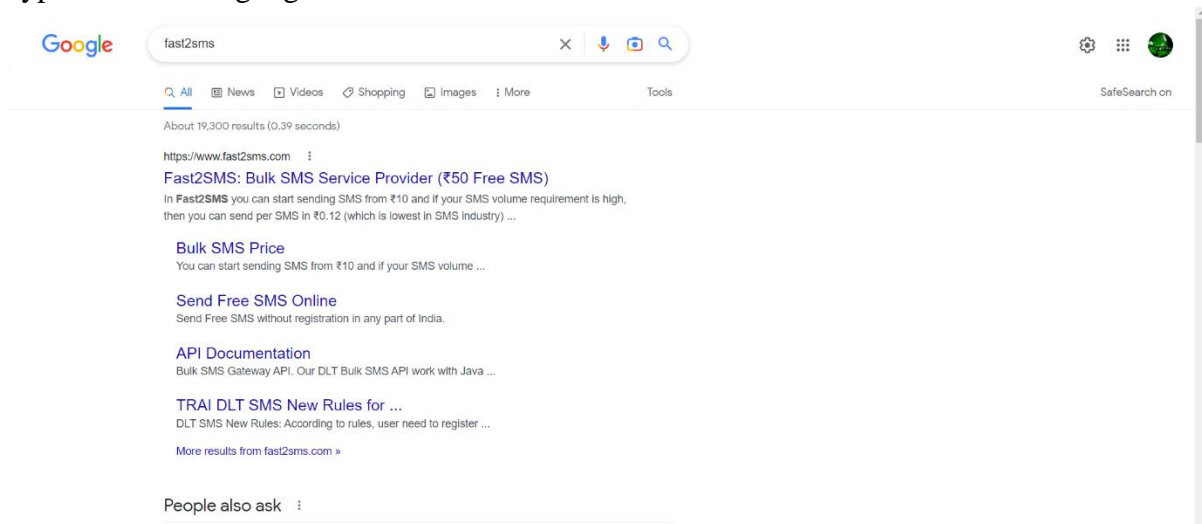 Google
fast2sms
All News Videos Shopping Images More Tools SafeSearch on
About 19,300 results (0.39 seconds)
https://www.fast2sms.com
Fast2SMS: Bulk SMS Service Provider (₹50 Free SMS)
In Fast2SMS you can start sending SMS from ₹10 and if your SMS volume requirement is high,
then you can send per SMS in ₹0.12 (which is lowest in SMS industry) ...
Bulk SMS Price
You can start sending SMS from ₹10 and if your SMS volume ...
Send Free SMS Online
Send Free SMS without registration in any part of India.
API Documentation
Bulk SMS Gateway API. Our DLT Bulk SMS API work with Java ...
TRAI DLT SMS New Rules for ...
DLT SMS New Rules: According to rules, user need to register ...
More results from fast2sms.com »
People also ask